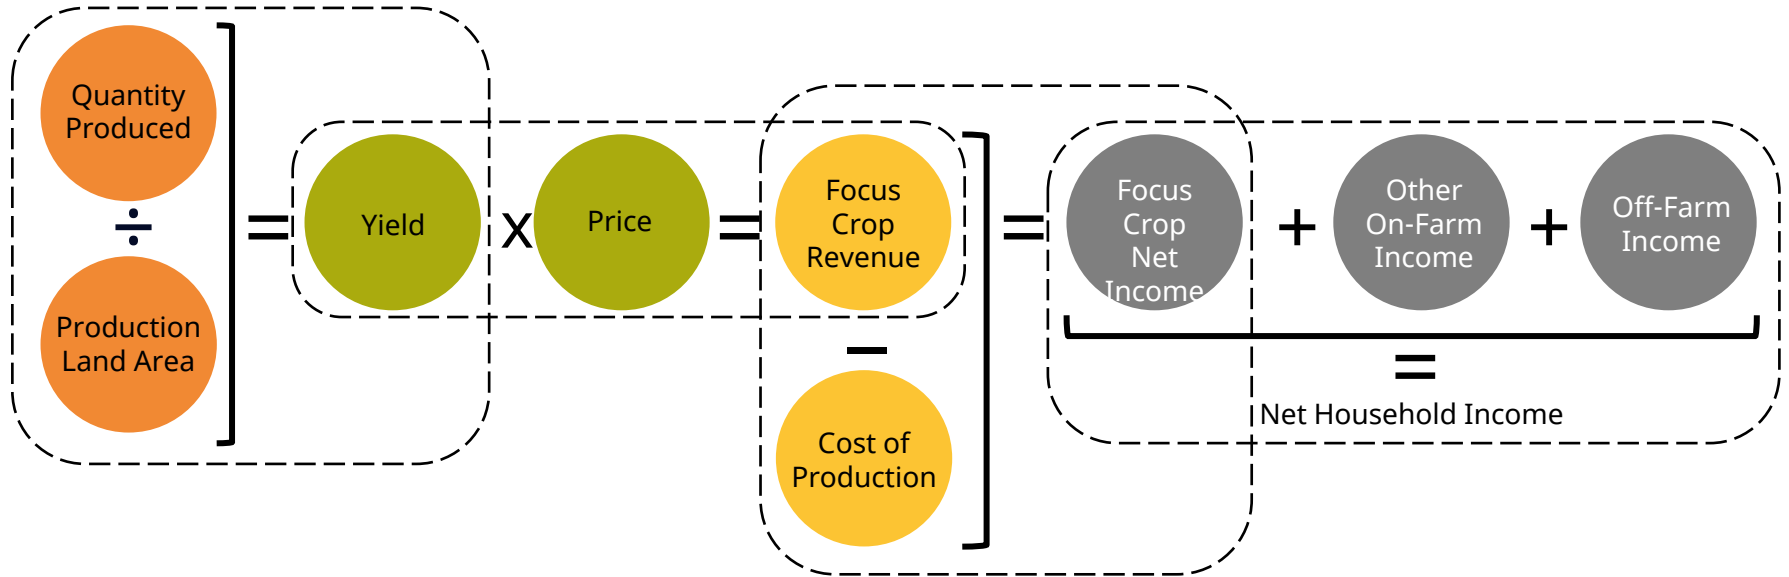 Quantity
Produced
÷
Production
Land Area
=
Yield
x
Price
=
Focus
Crop
Revenue
–
Cost of
Production
=
Focus
Crop
Net
Income
+
Other
On-Farm
Income
+
Off-Farm
Income
=
Net Household Income